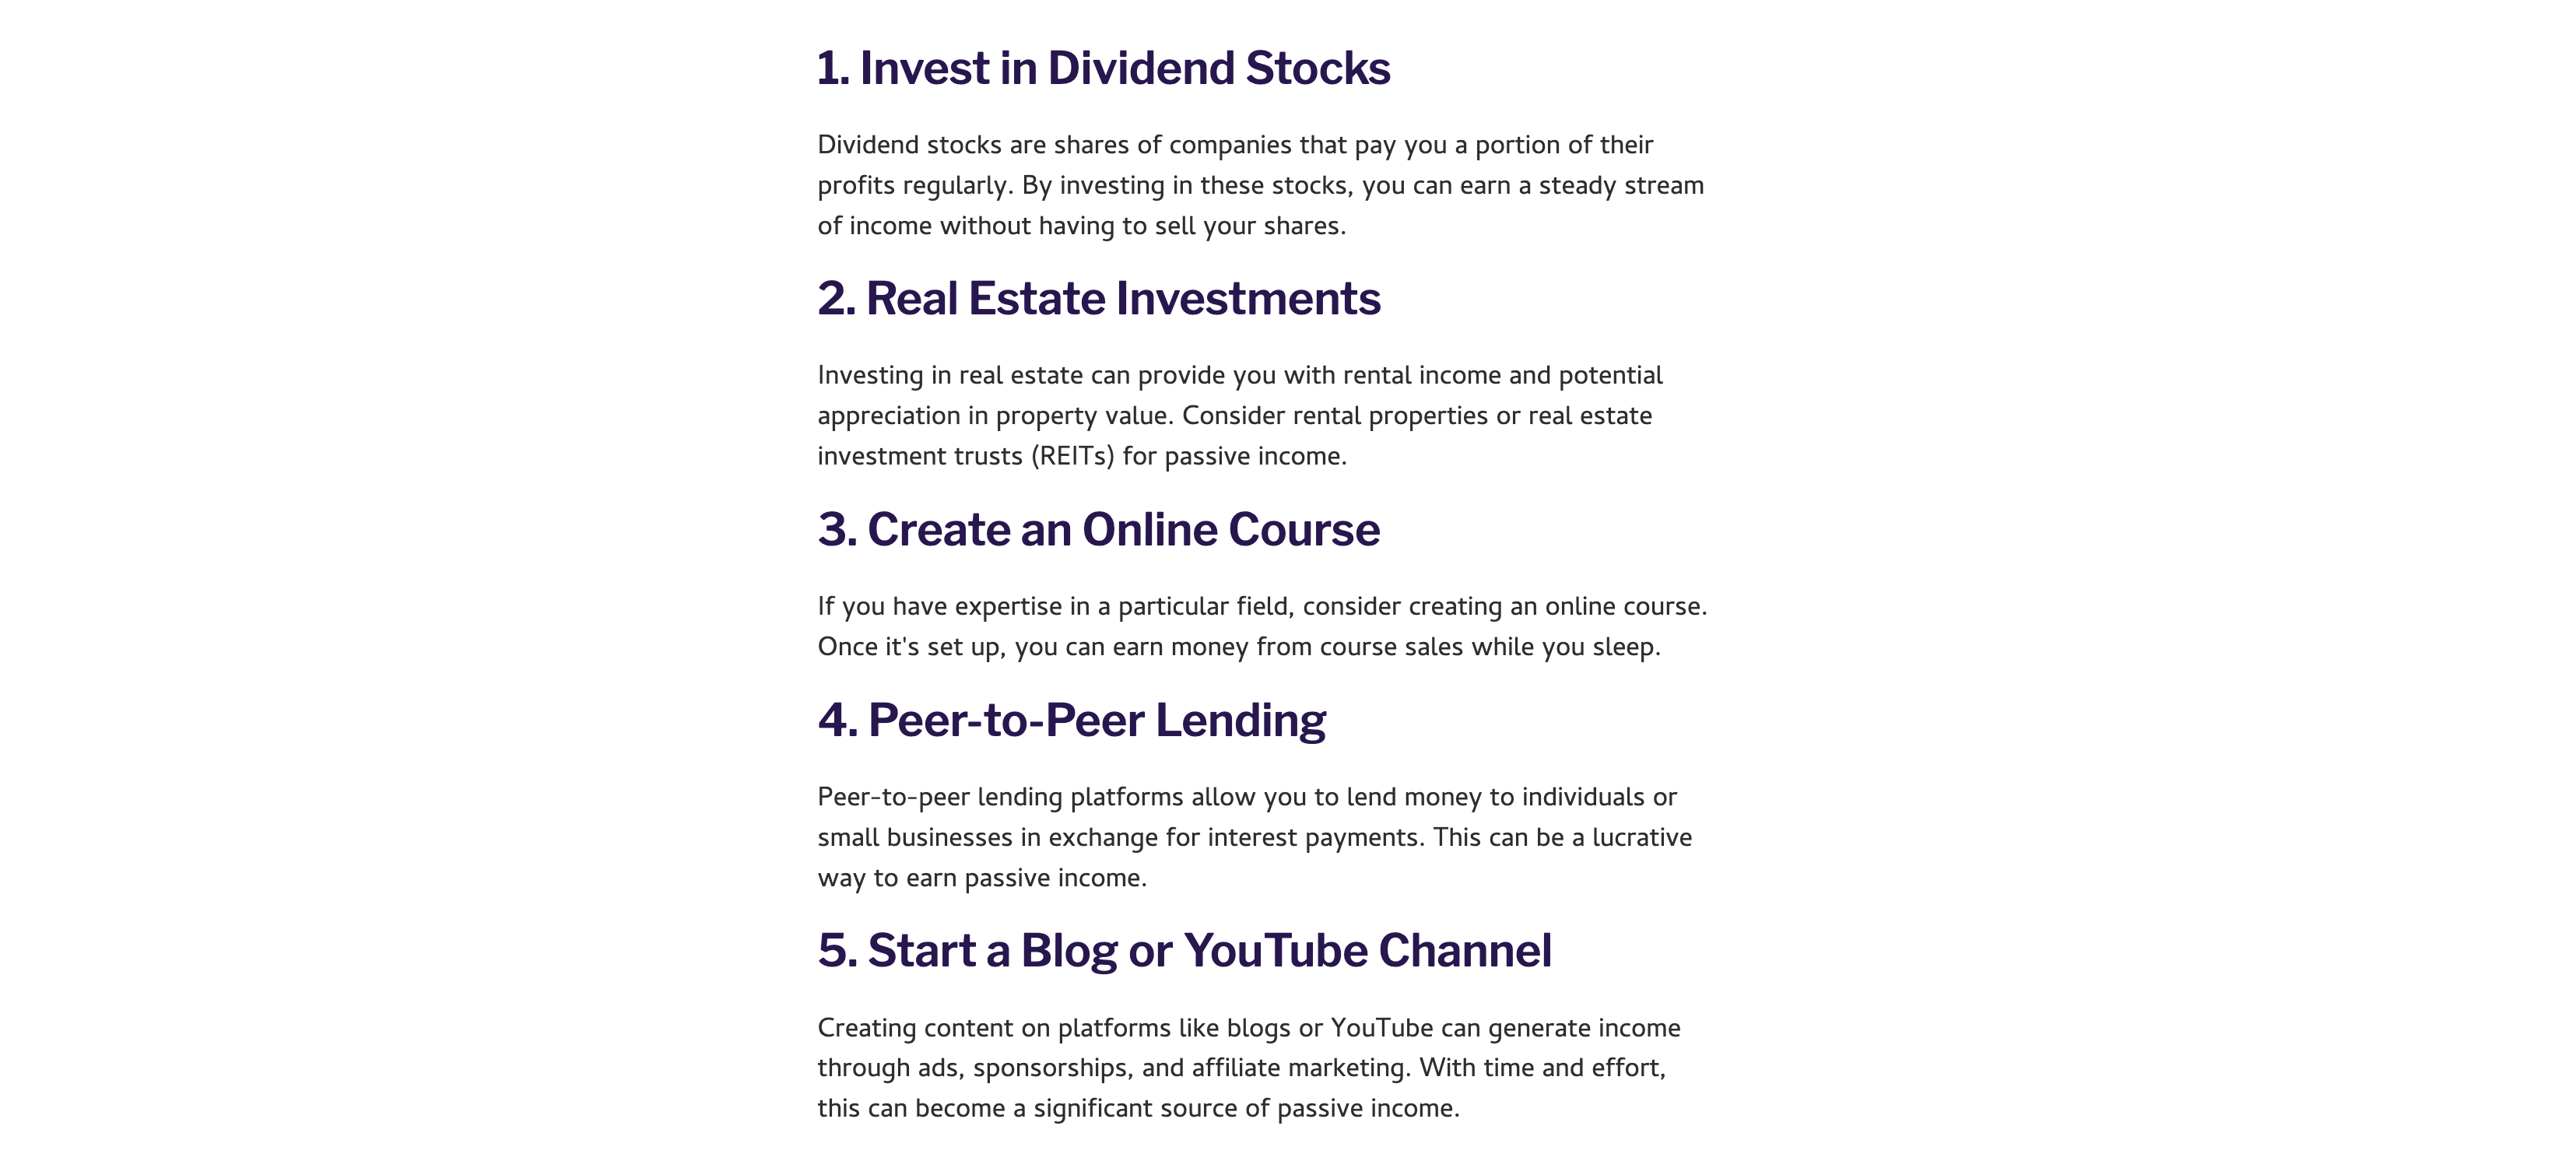 1. Invest in Dividend Stocks
Dividend stocks are shares of companies that pay you a portion of their
profits regularly. By investing in these stocks, you can earn a steady stream
of income without having to sell your shares.
2. Real Estate Investments
Investing in real estate can provide you with rental income and potential
appreciation in property value. Consider rental properties or real estate
investment trusts (REITs) for passive income.
3. Create an Online Course
If you have expertise in a particular field, consider creating an online course.
Once it's set up, you can earn money from course sales while you sleep.
4. Peer-to-Peer Lending
Peer-to-peer lending platforms allow you to lend money to individuals or
small businesses in exchange for interest payments. This can be a lucrative
way to earn passive income.
5. Start a Blog or YouTube Channel
Creating content on platforms like blogs or YouTube can generate income
through ads, sponsorships, and affiliate marketing. With time and effort,
this can become a significant source of passive income.